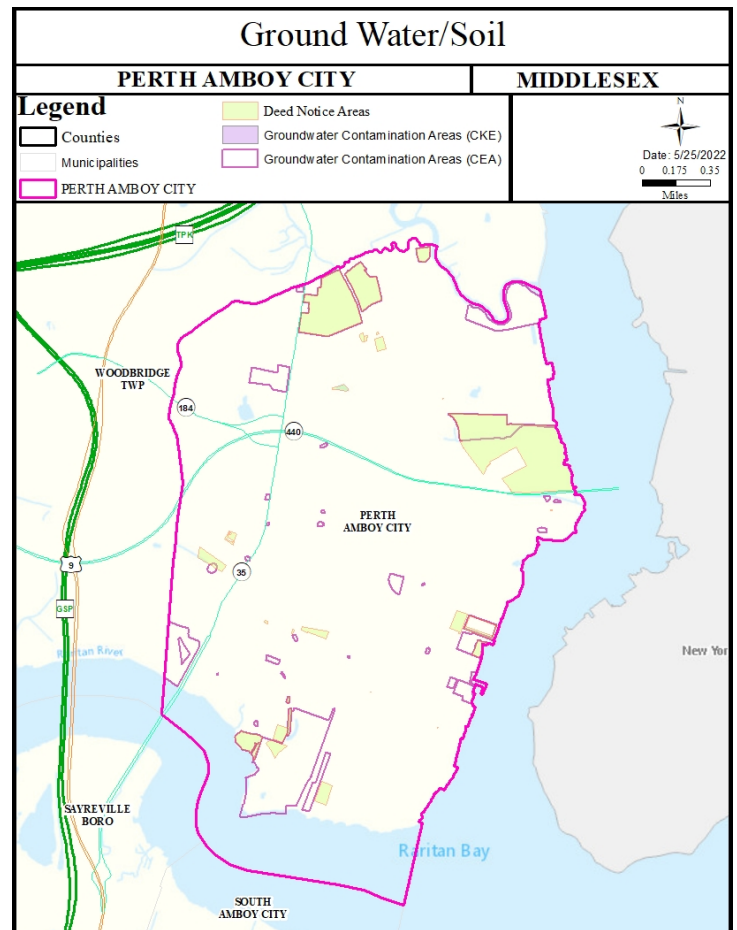 Ground Water/Soil
PERTH AMBOY CITY
MIDDLESEX
Legend
Counties
Municipalities
PERTH AMBOY CITY
Deed Notice Areas
Groundwater Contamination Areas (CKE)
Groundwater Contamination Areas (CEA)
N
Date: 5/25/2022
0 0.175 0.35
Miles
TPK
WOODBRIDGE
TWP
184
440
PERTH
AMBOY CITY
9
35
GSP
Raritan River
New Yor
SAYREVILLE
BORO
Raritan Bay
SOUTH
AMBOY CITY